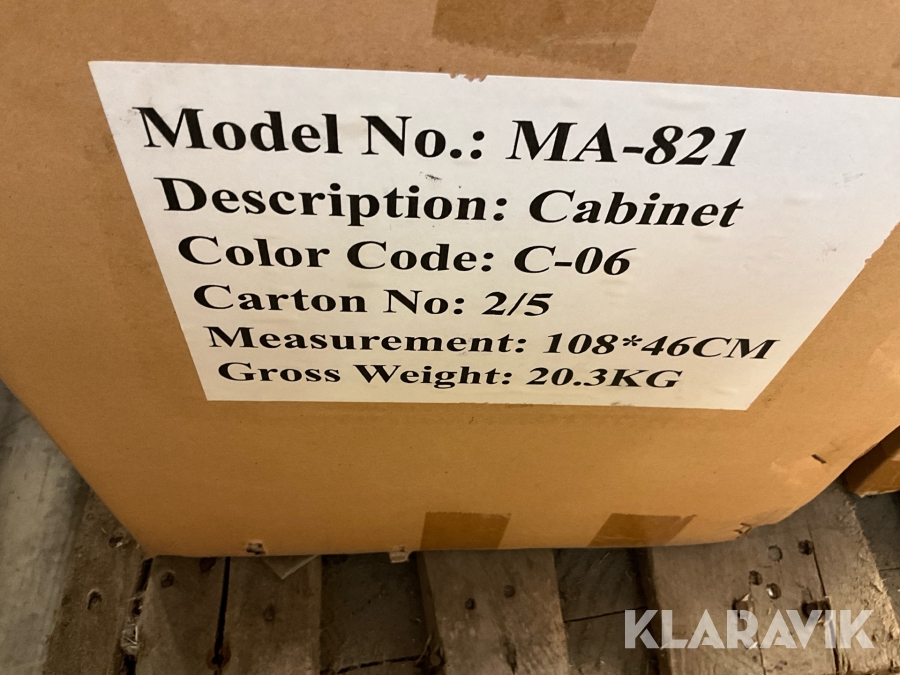 Model No.: MA-821
Description: Cabinet
Color Code: C-06
Carton No: 2/5
Measurement: 108*46CM
Gross Weight: 20.3KG
KLARAVIK